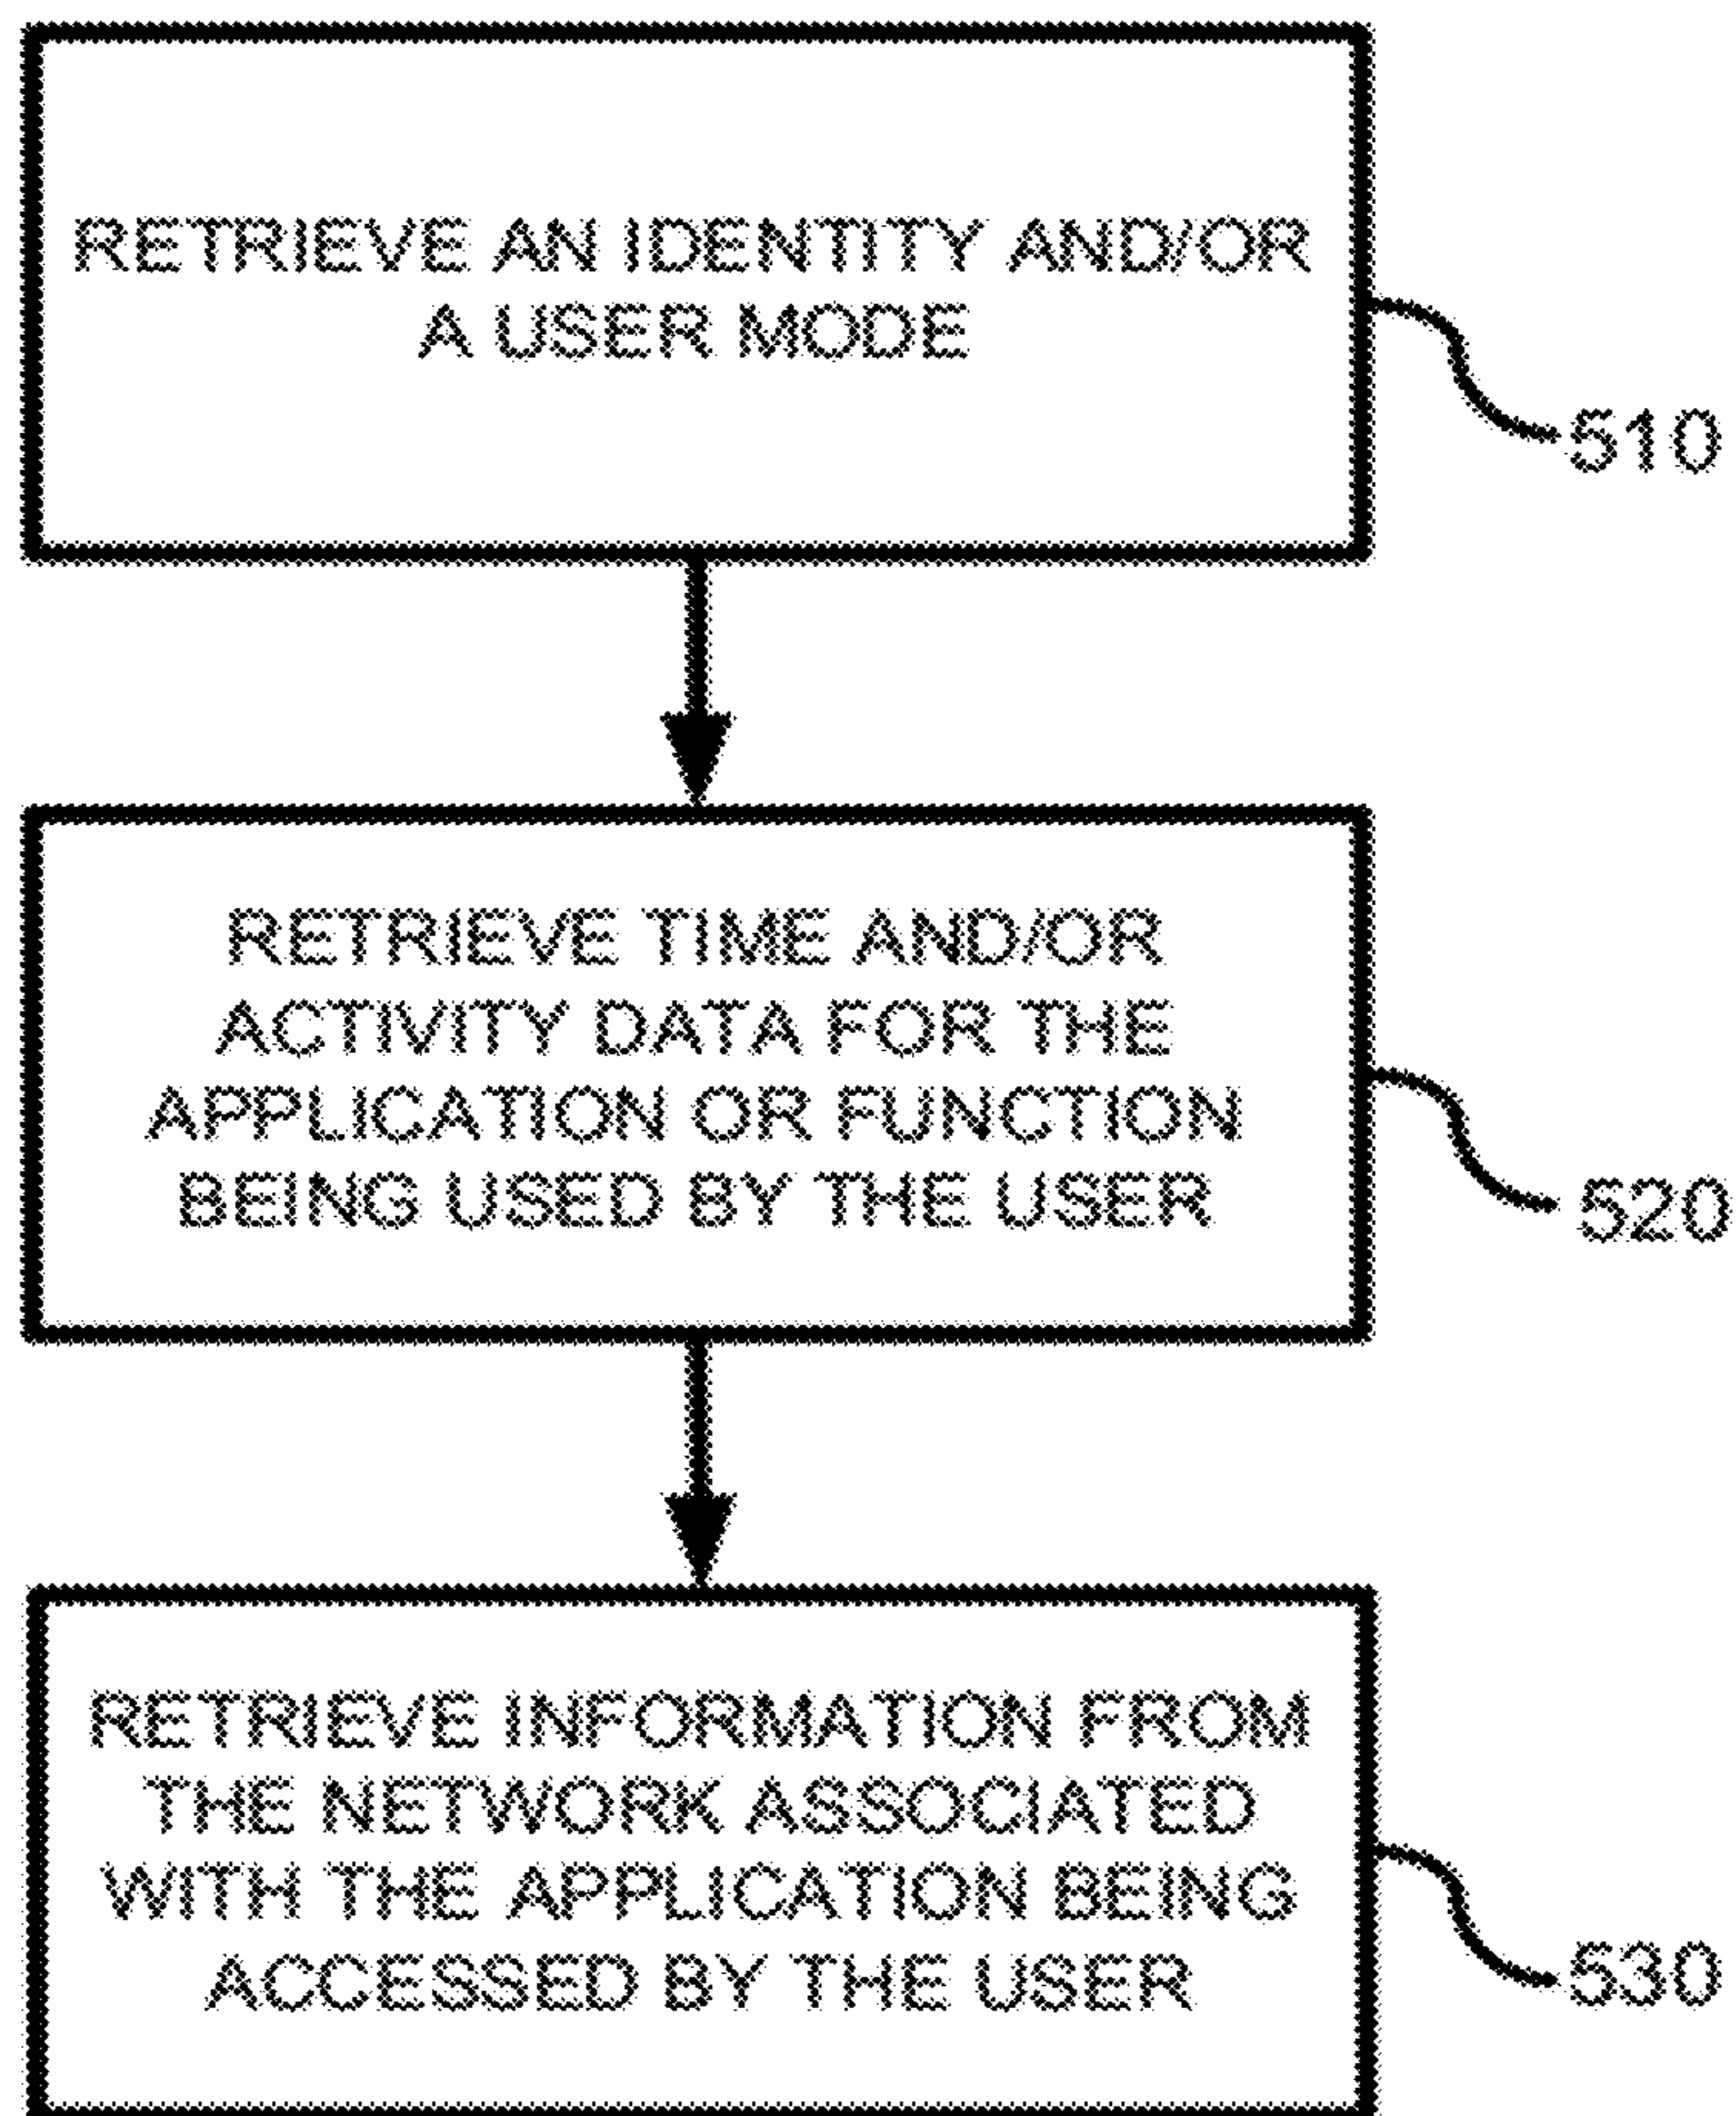 RETRIEVE AN IDENTITY AND/OR
A USER MODE
510
RETRIEVE TIME AND/OR
ACTIVITY DATA FOR THE
APPLICATION OR FUNCTION
BEING USED BY THE USER
520
RETRIEVE INFORMATION FROM
THE NETWORK ASSOCIATED
WITH THE APPLICATION BEING
ACCESSED BY THE USER
530